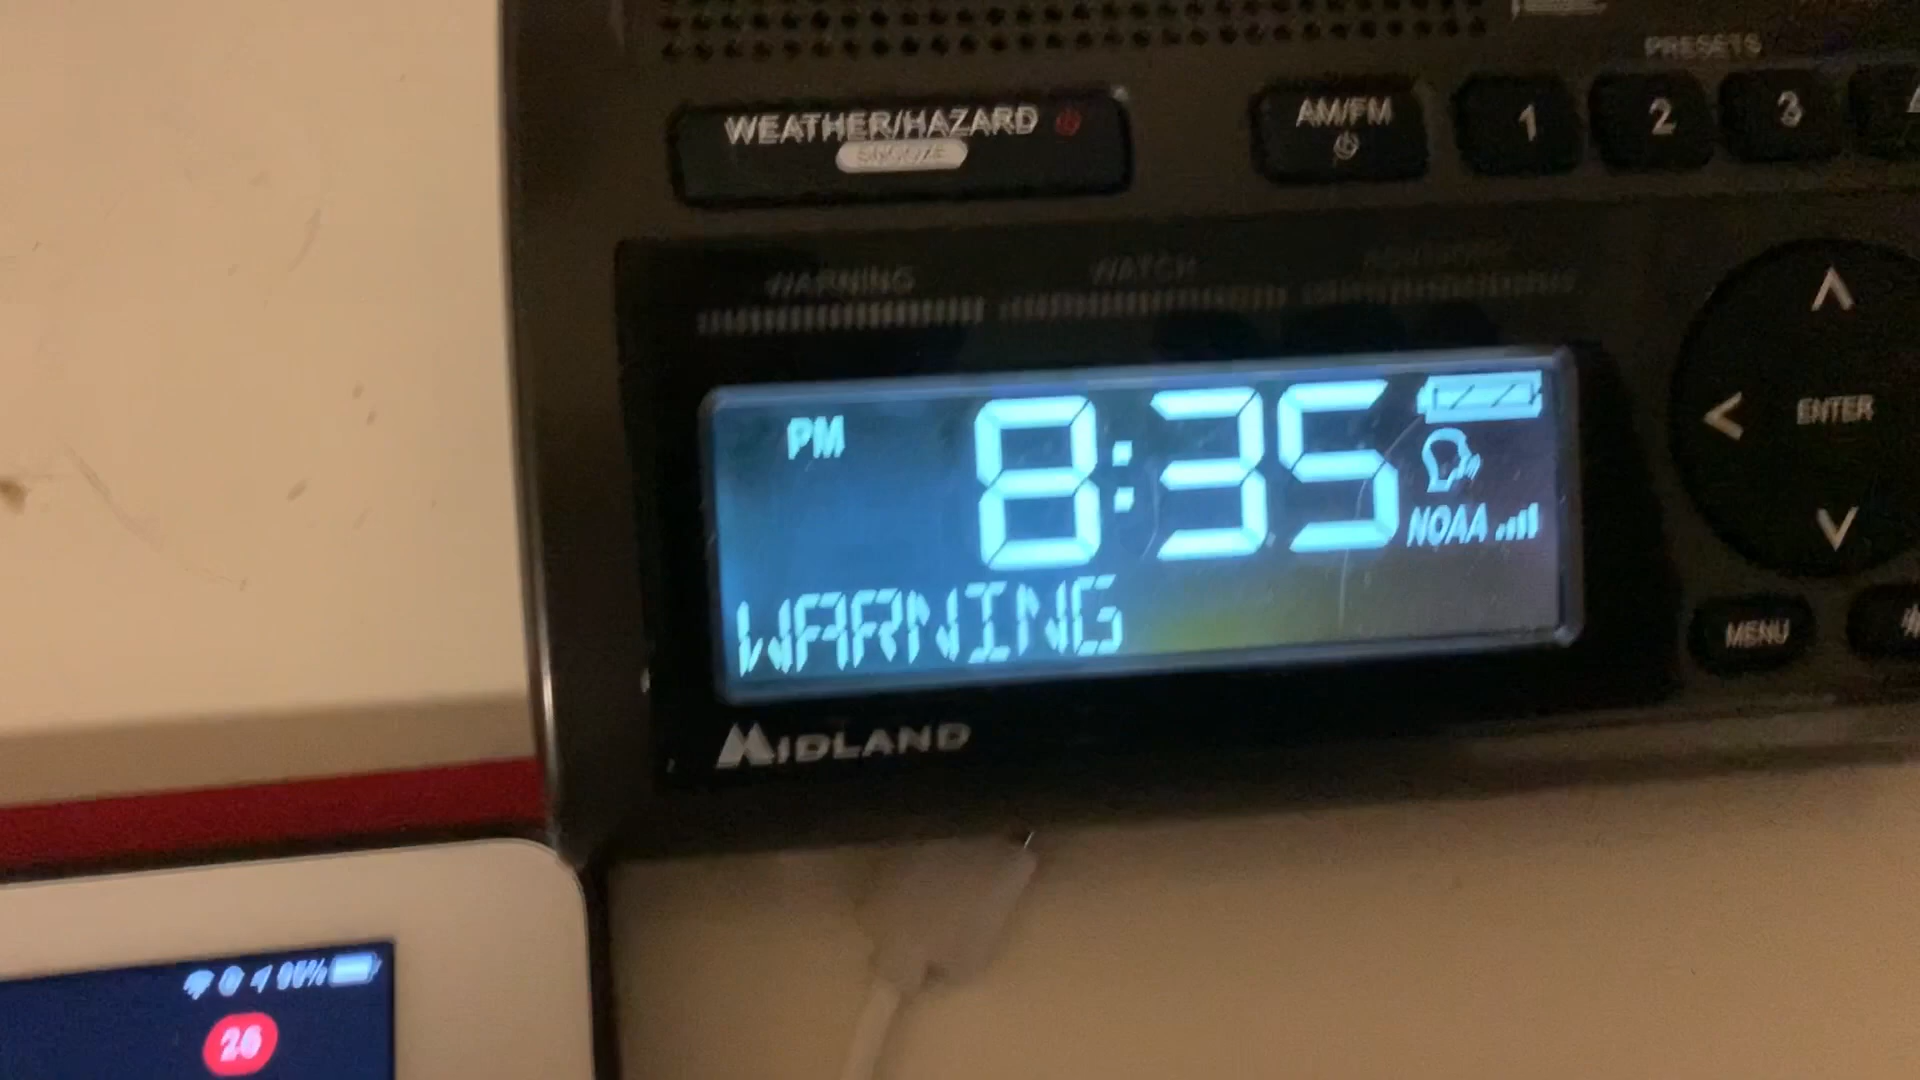 PRESETS
WEATHER/HAZARD
SNOOZE
AM/FM
1
2
3
WARNING
WATCH
PM
8:35
NOAA
WARNING
ENTER
MENU
MIDLAND
26